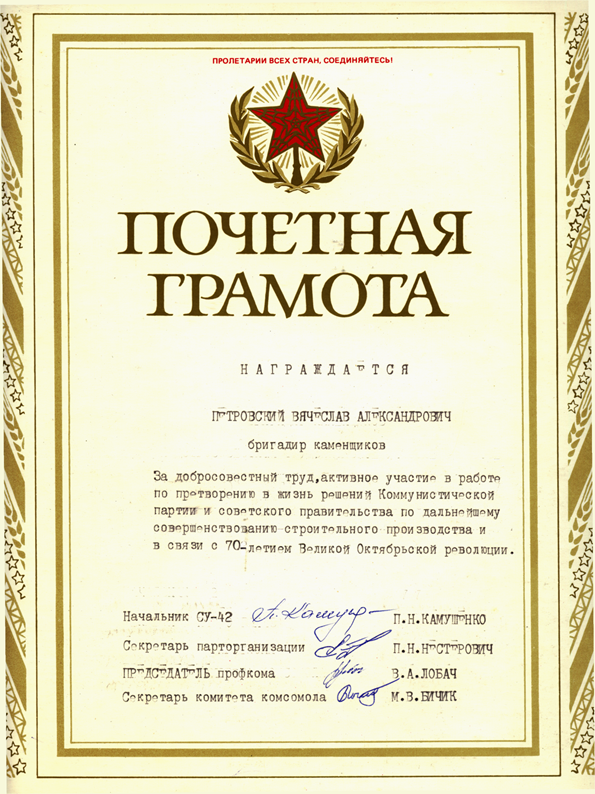 ПРОЛЕТАРИИ ВСЕХ СТРАН, СОЕДИНЯЙТЕСЬ!
ПОЧЕТНАЯ
ГРАМОТА
НАГРАЖДАЕТСЯ
ПЕТРОВСКИЙ ВЯЧЕСЛАВ АЛЕКСАНДРОВИЧ
бригадир каменщиков
За добросовестный труд,активное участие в работе
по претворению в жизнь решений Коммунистической
партии и советского правительства по дальнейшему
совершенствованию строительного производства и
в связи с 70-летием Великой Октябрьской революции.
Начальник СУ-42 П.Н.КАМУШЕНКО
Секретарь парторганизации П.Н.НЕСТЕРОВИЧ
ПРЕДСЕДАТЕЛЬ профкома В.А.ЛОБАЧ
Секретарь комитета комсомола М.В.БИЧИК